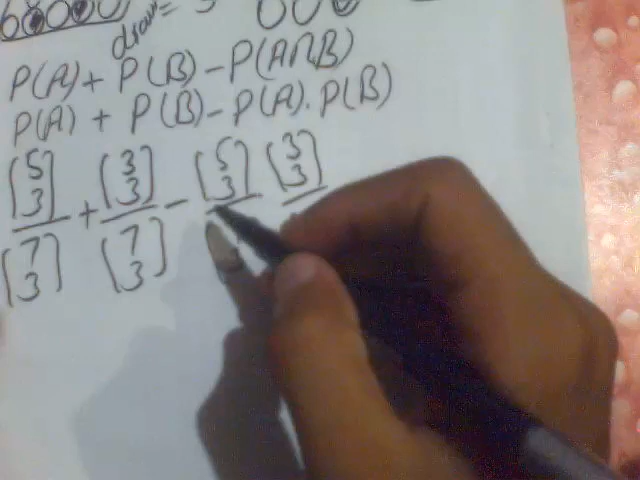 draw= 3
P(A) + P(B) - P(A∩B)
P(A) + P(B) - P(A). P(B)
[5 3] + [3 3] - [5 3] [3 3]
[7 3] [7 3]